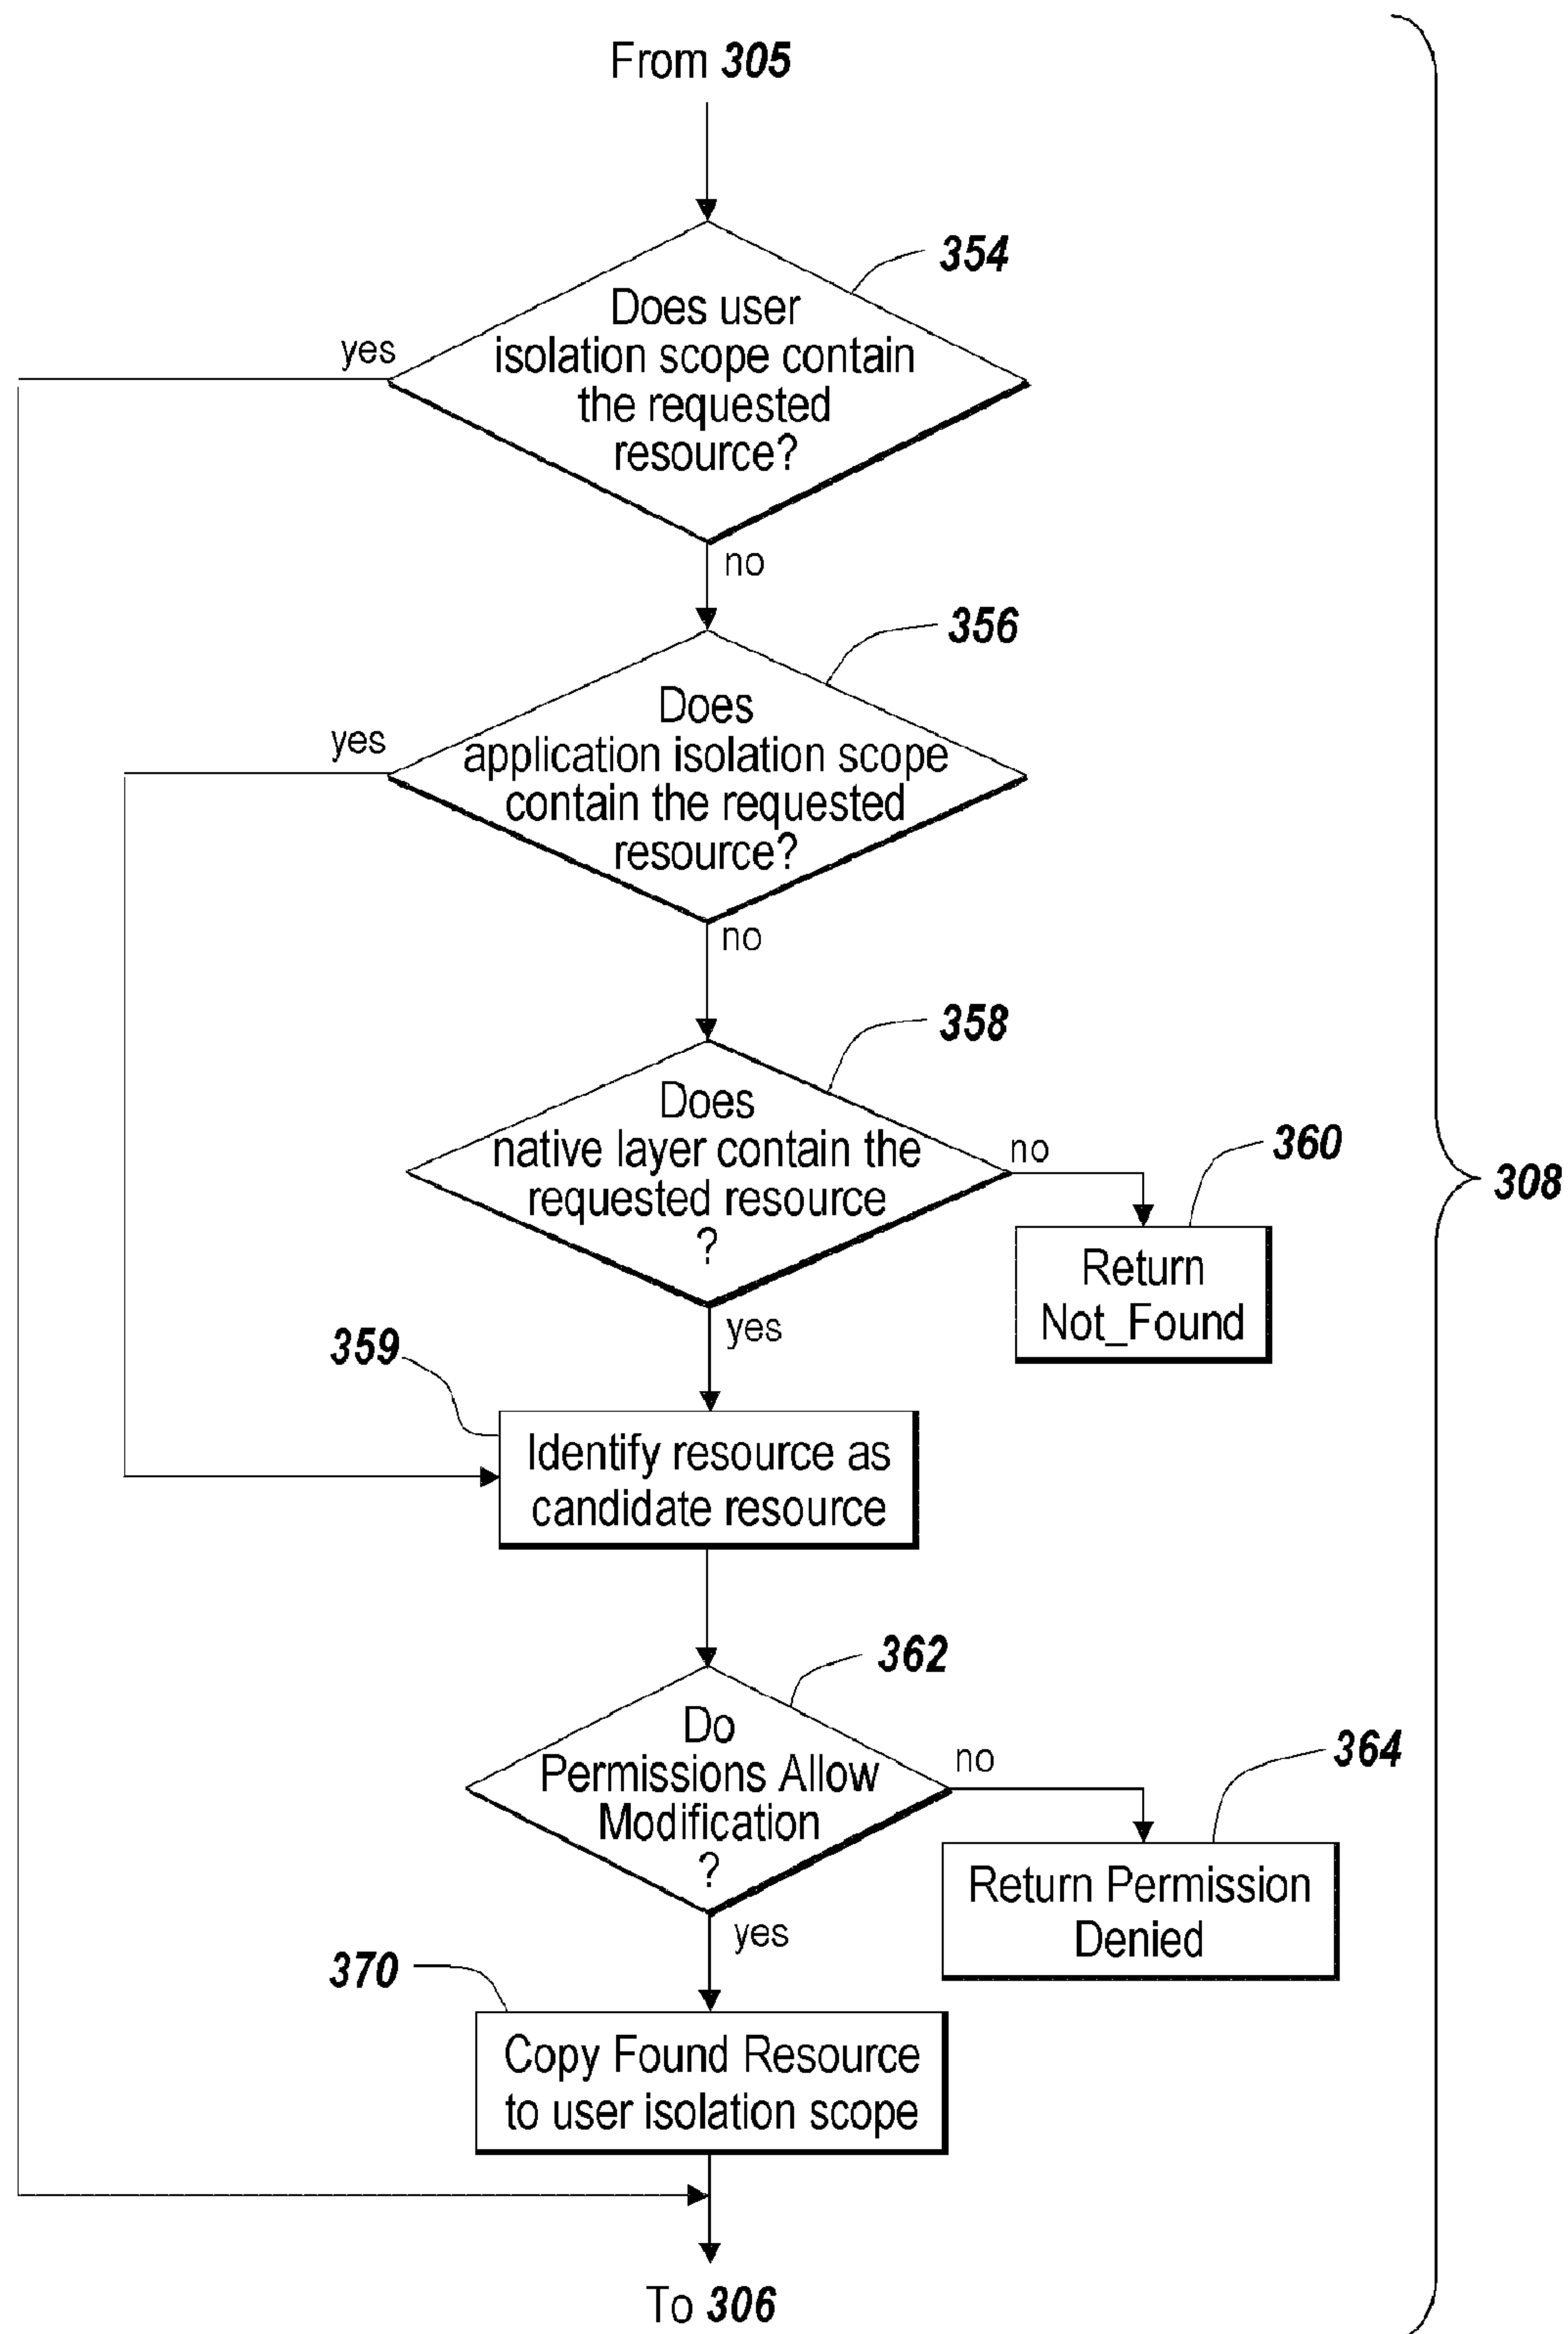 From 305
354
Does user
isolation scope contain
the requested
resource?
yes
no
356
Does
application isolation scope
contain the requested
resource?
yes
no
358
Does
native layer contain the
requested resource
?
no
360
308
Return
Not_Found
yes
359
Identify resource as
candidate resource
362
Do
Permissions Allow
Modification
?
no
364
Return Permission
Denied
yes
370
Copy Found Resource
to user isolation scope
To 306